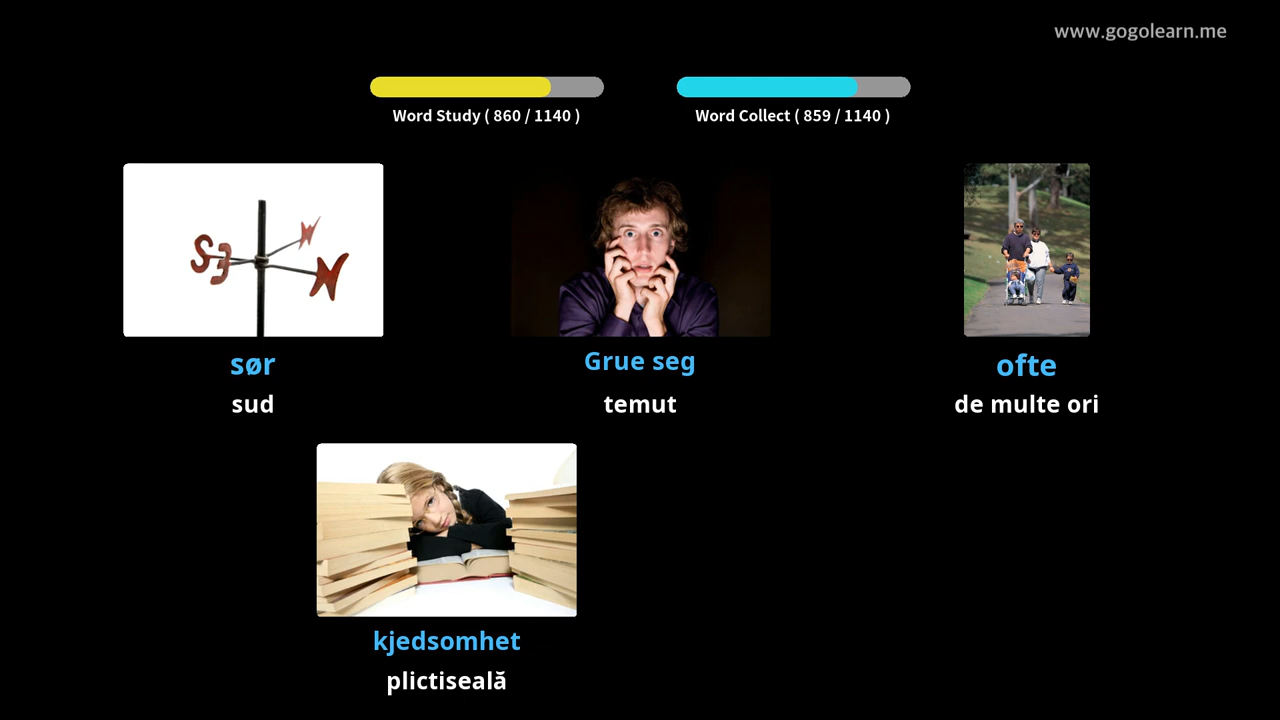 www.gogolearn.me
Word Study ( 860 / 1140 )
Word Collect ( 859 / 1140 )
S E N N
sør
Grue seg
ofte
sud
temut
de multe ori
kjedsomhet
plictiseală